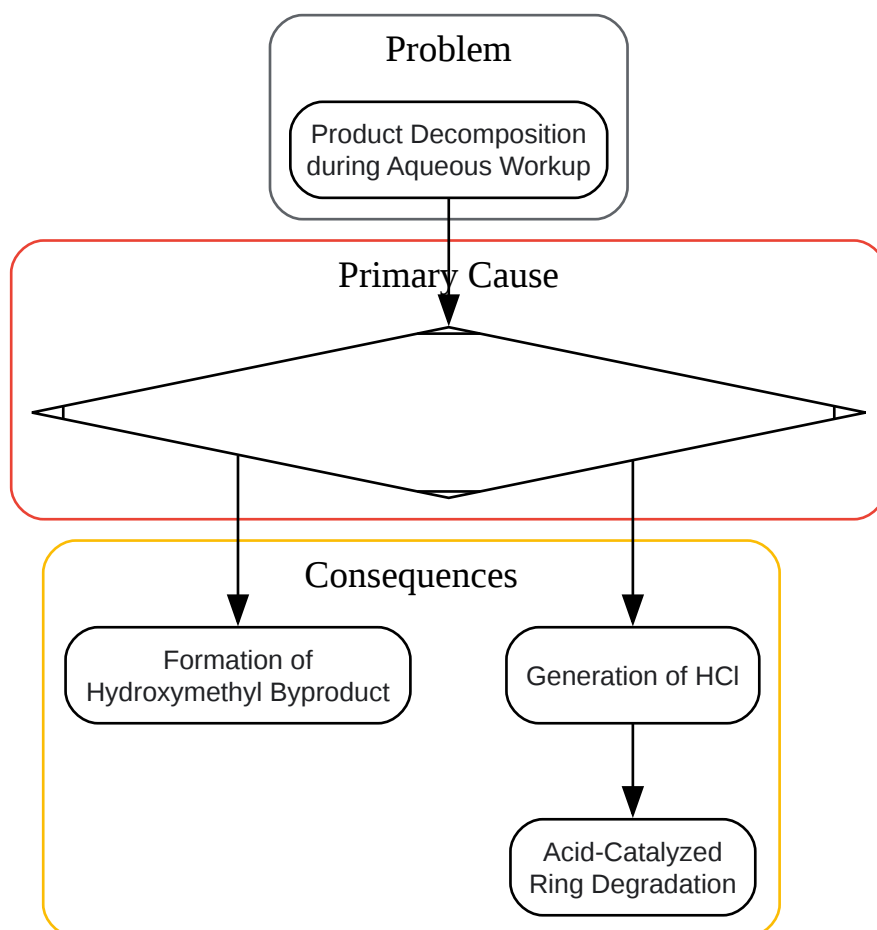 Problem
Product Decomposition
during Aqueous Workup
Primary Cause
Consequences
Formation of
Hydroxymethyl Byproduct
Generation of HCl
Acid-Catalyzed
Ring Degradation